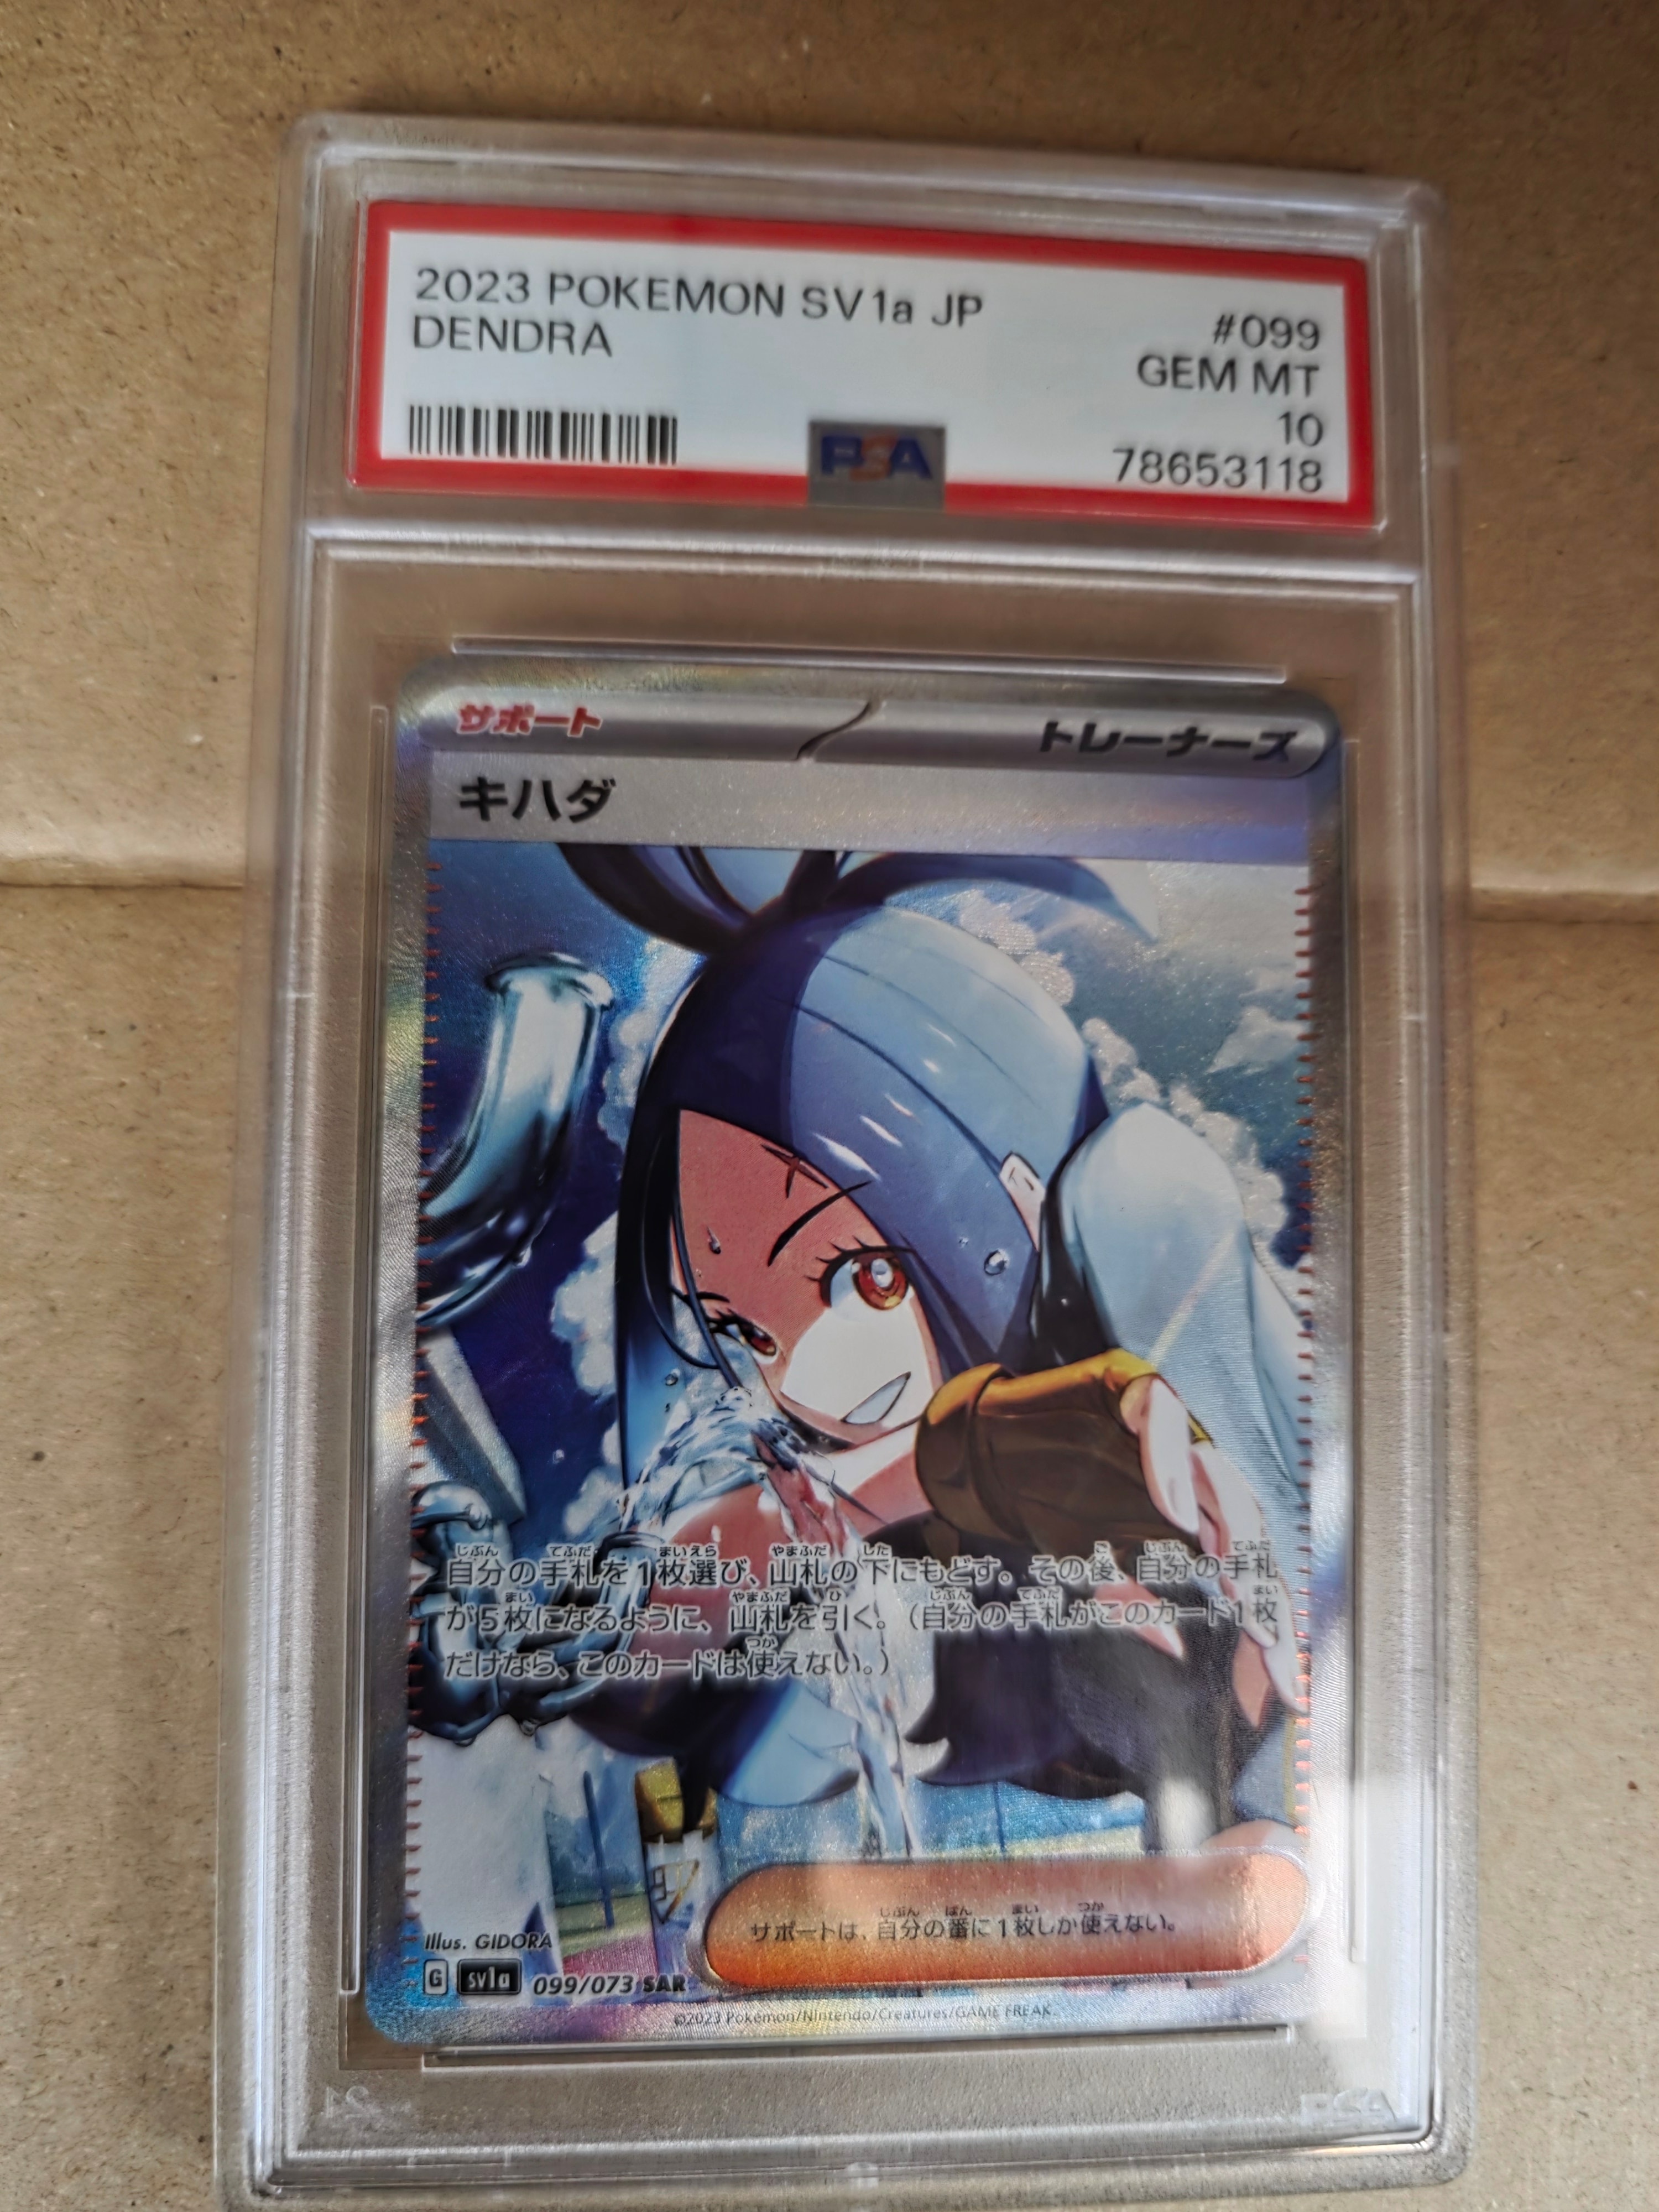 2023 POKEMON SV1a JP
#099
DENDRA
GEM MT
10
PSA
78653118
サポート
トレーナーズ
キハダ
自分の手札を1枚選び、山札の下にもどす。その後、自分の手札
が5枚になるように、山札を引く。（自分の手札がこのカード1枚
だけなら、このカードは使えない。）
サポートは、自分の番に1枚しか使えない。
Illus. GIDORA
G SV1a 099/073 SAR
©2023 Pokémon/Nintendo/Creatures/GAME FREAK.
PSA